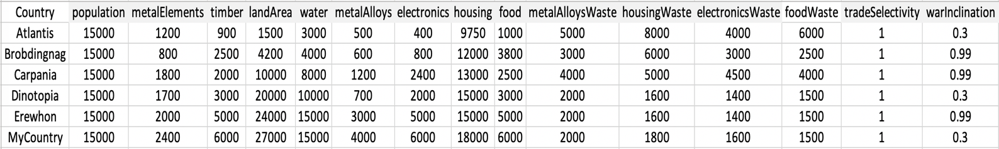 Country population metalElements timber landArea water metalAlloys electronics housing food metalAlloysWaste housingWaste electronicsWaste foodWaste tradeSelectivity warInclination
Atlantis 15000 1200 900 1500 3000 500 400 9750 1000 5000 8000 4000 6000 1 0.3
Brobdingnag 15000 800 2500 4200 4000 600 800 12000 3800 3000 6000 3000 2500 1 0.99
Carpania 15000 1800 2000 10000 8000 1200 2400 13000 2500 4000 5000 4500 4000 1 0.99
Dinotopia 15000 1700 3000 20000 10000 700 2000 15000 3000 2000 1600 1400 1500 1 0.3
Erewhon 15000 2000 5000 24000 15000 3000 5000 15000 5000 2000 1600 1400 1500 1 0.99
MyCountry 15000 2400 6000 27000 15000 4000 6000 18000 6000 2000 1800 1600 1500 1 0.3